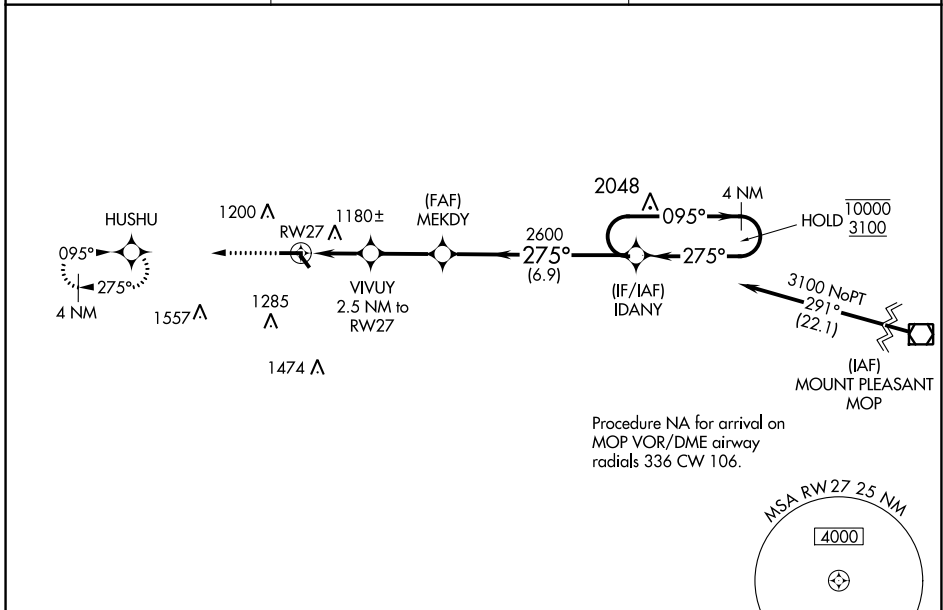 2048
4 NM
095°
HOLD 10000
3100
275°
(IF/IAF)
IDANY
HUSHU
095°
275°
4 NM
1200
RW27
1180±
(FAF)
MEKDY
2600
275°
(6.9)
VIVUY
2.5 NM to
RW27
1557
1285
1474
3100 NoPT
291°
(22.1)
(IAF)
MOUNT PLEASANT
MOP
Procedure NA for arrival on
MOP VOR/DME airway
radials 336 CW 106.
MSA RW27 25 NM
4000